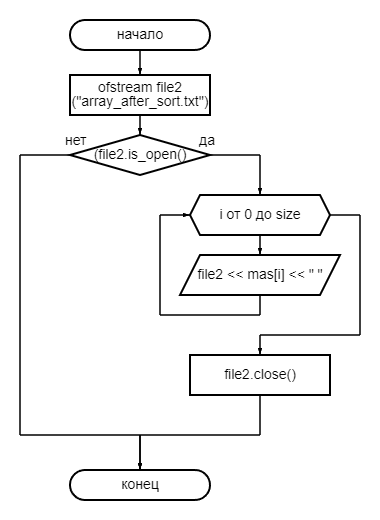 начало
ofstream file2
("array_after_sort.txt")
нет
да
(file2.is_open()
i от 0 до size
file2 << mas[i] << " "
file2.close()
конец